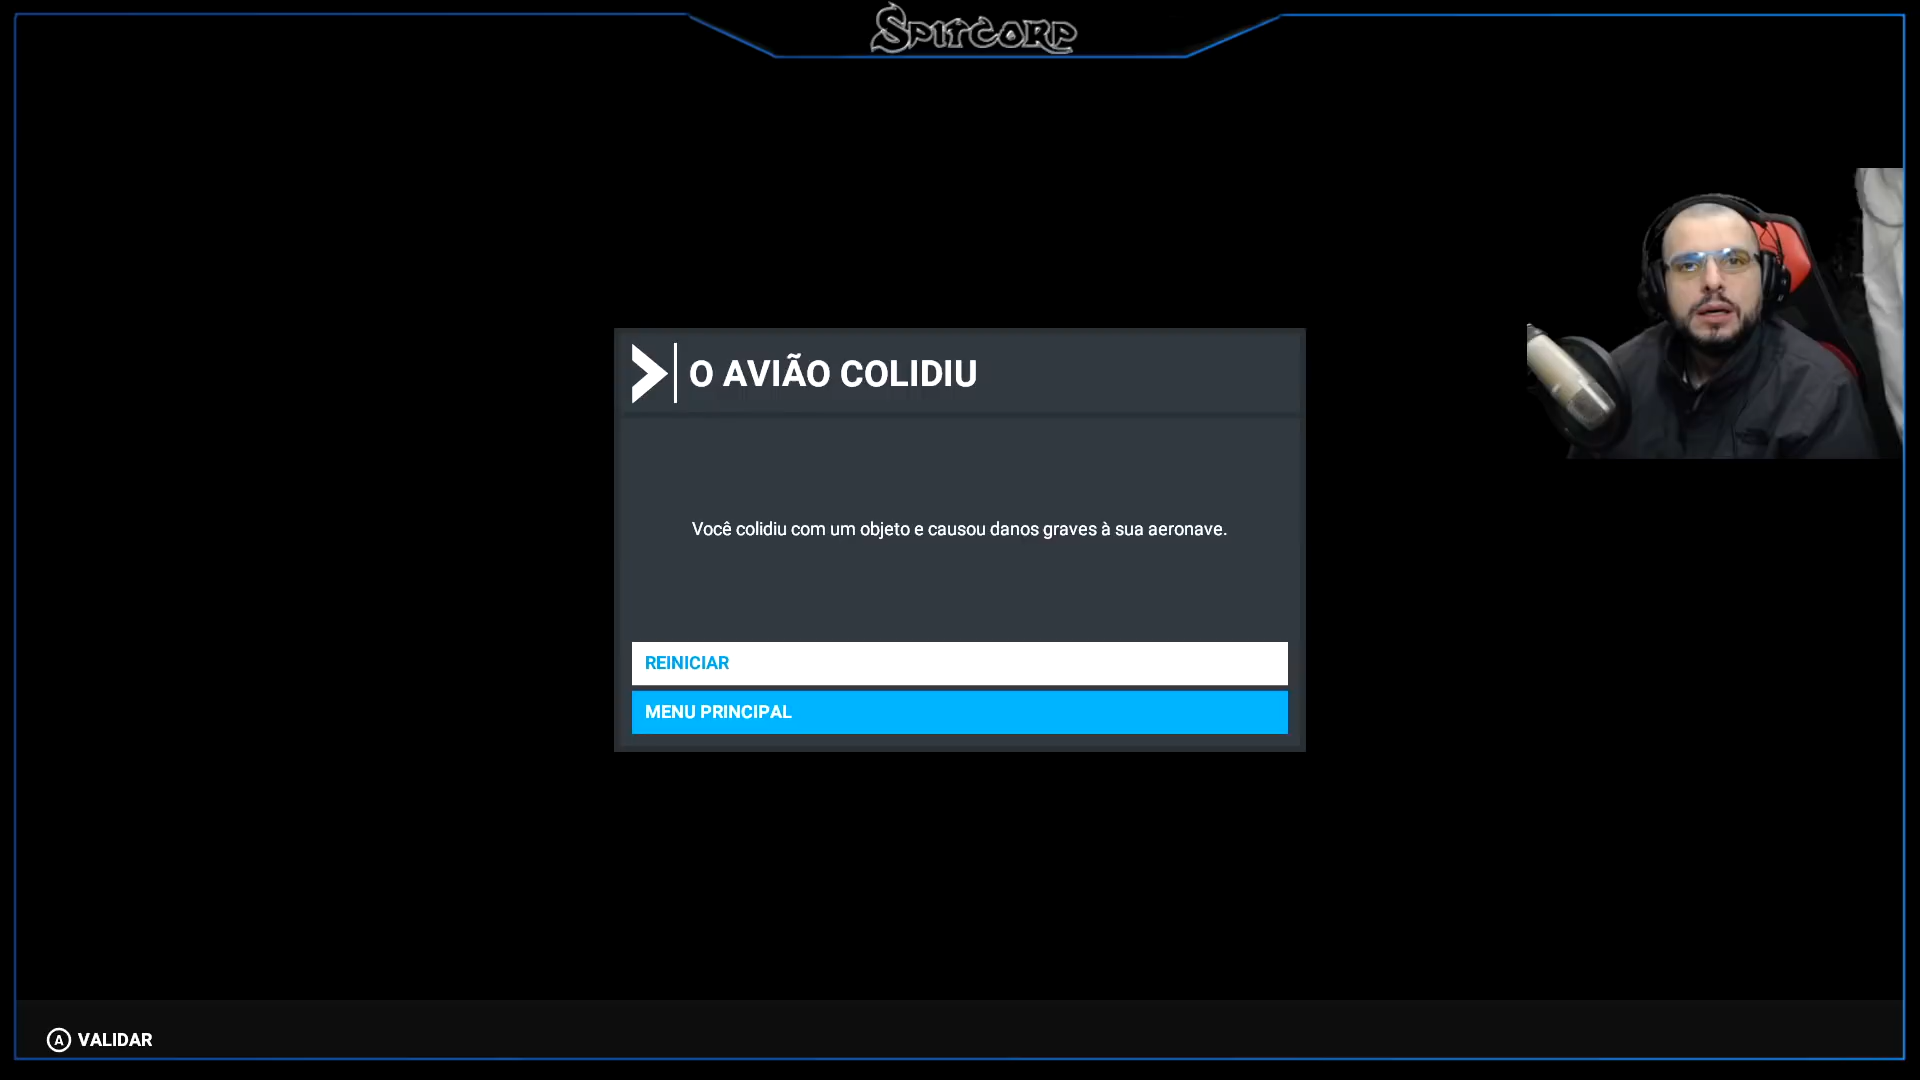 Spitcorp
O AVIÃO COLIDIU
Você colidiu com um objeto e causou danos graves à sua aeronave.
REINICIAR
MENU PRINCIPAL
A VALIDAR